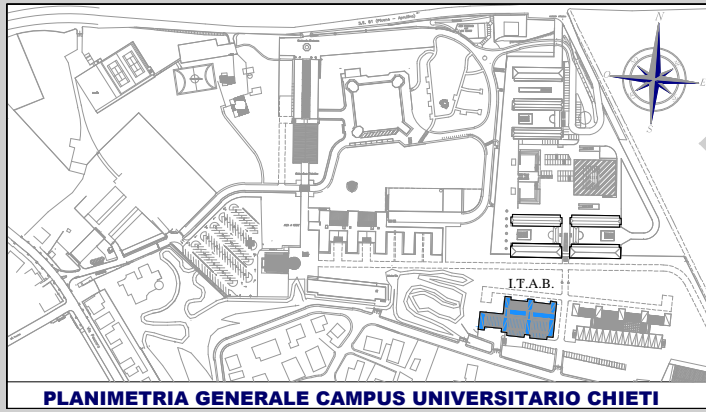 S.S. 81 (Piceno - Aprutina)
N
O
E
S
I.T.A.B.
PLANIMETRIA GENERALE CAMPUS UNIVERSITARIO CHIETI